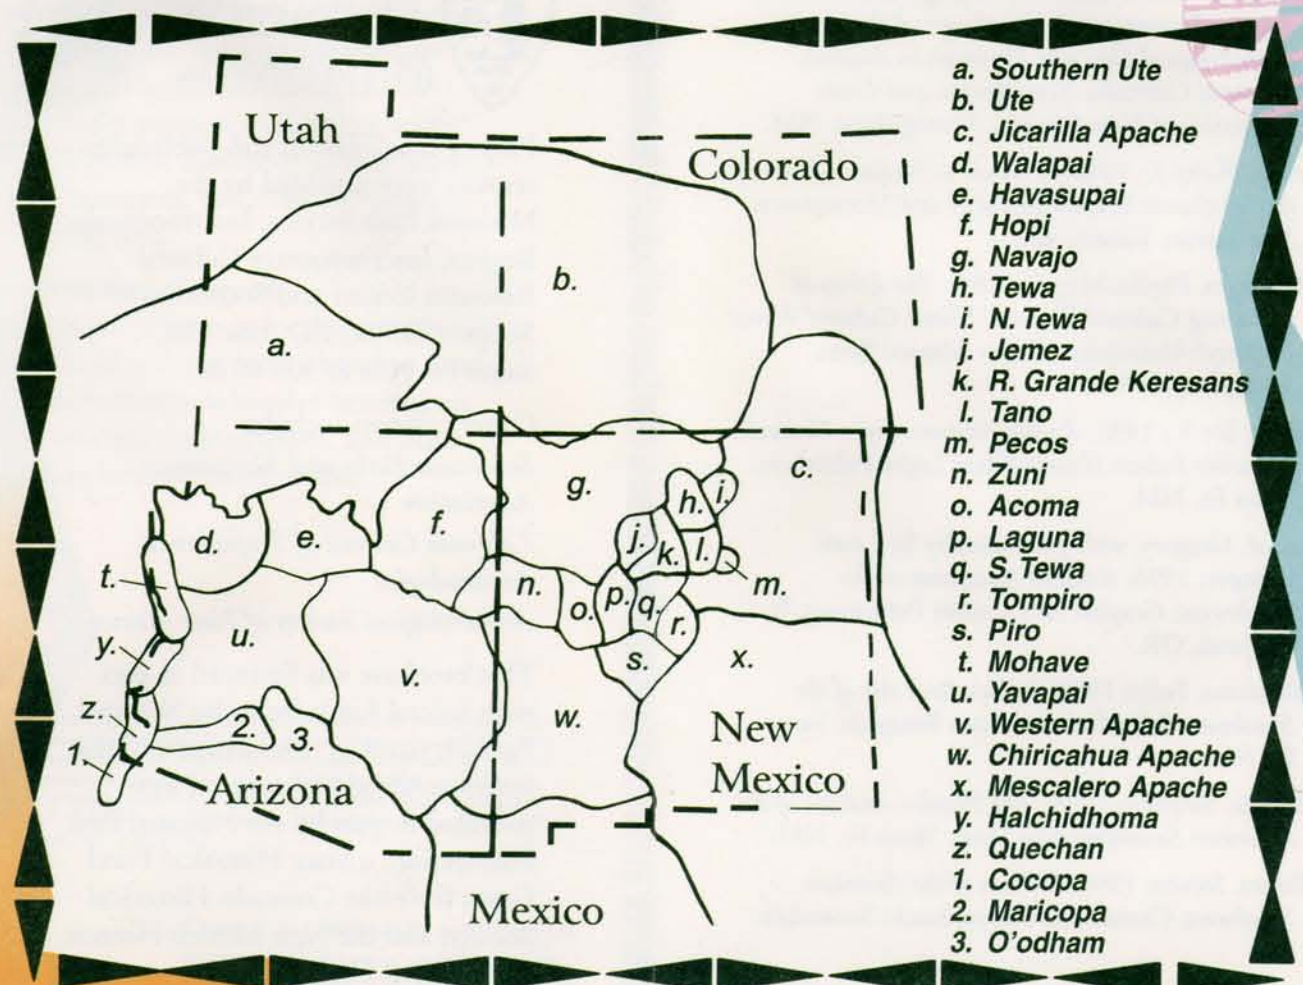 Utah
Colorado
b.
a.
g.
c.
h.
i.
d.
e.
f.
j.
k.
l.
t.
n.
o.
p.
q.
m.
r.
y.
u.
s.
x.
v.
z.
2.
3.
w.
1.
New
Mexico
Arizona
Mexico
a. Southern Ute
b. Ute
c. Jicarilla Apache
d. Walapai
e. Havasupai
f. Hopi
g. Navajo
h. Tewa
i. N. Tewa
j. Jemez
k. R. Grande Keresans
l. Tano
m. Pecos
n. Zuni
o. Acoma
p. Laguna
q. S. Tewa
r. Tompiro
s. Piro
t. Mohave
u. Yavapai
v. Western Apache
w. Chiricahua Apache
x. Mescalero Apache
y. Halchidhoma
z. Quechan
1. Cocopa
2. Maricopa
3. O'odham